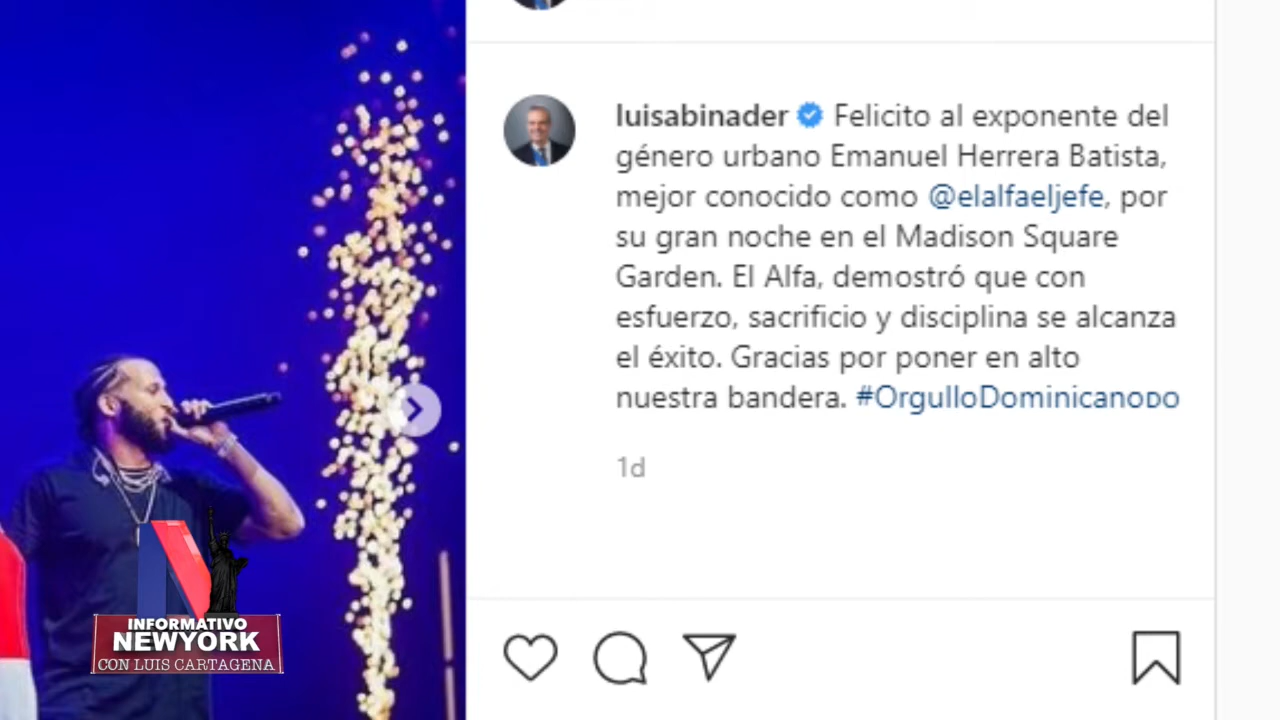 luisabinader Felicito al exponente del
género urbano Emanuel Herrera Batista,
mejor conocido como @elalfaeljefe, por
su gran noche en el Madison Square
Garden. El Alfa, demostró que con
esfuerzo, sacrificio y disciplina se alcanza
el éxito. Gracias por poner en alto
nuestra bandera. #OrgulloDominicanoDO
1d
N
INFORMATIVO
NEWYORK
CON LUIS CARTAGENA